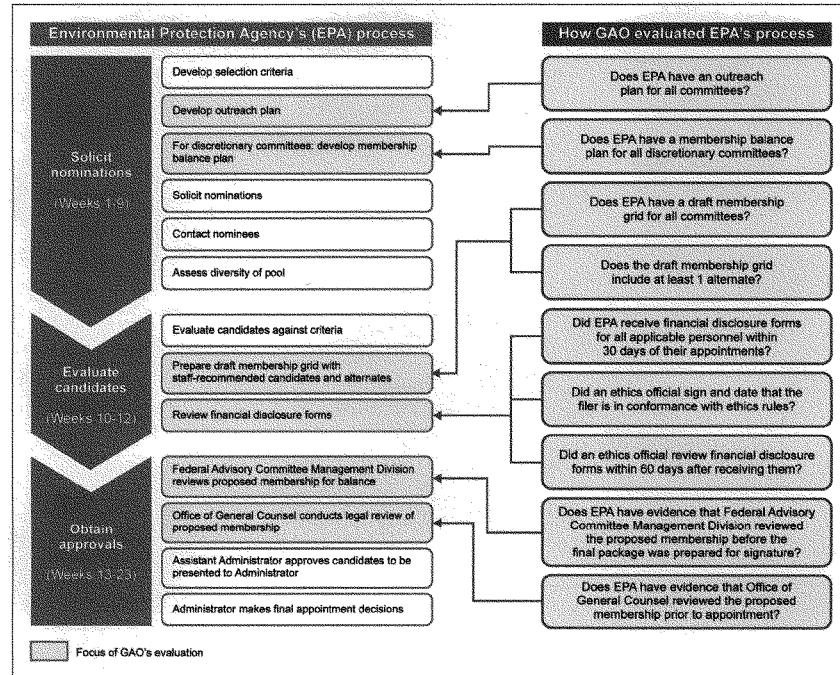 Environmental Protection Agency's (EPA) process
Solicit
nominations
(Weeks 1-9)
Develop selection criteria
Develop outreach plan
For discretionary committees: develop membership
balance plan
Solicit nominations
Contact nominees
Assess diversity of pool
Evaluate
candidates
(Weeks 10-12)
Evaluate candidates against criteria
Prepare draft membership grid with
staff-recommended candidates and alternates
Review financial disclosure forms
Obtain
approvals
(Weeks 13-23)
Federal Advisory Committee Management Division
reviews proposed membership for balance
Office of General Counsel conducts legal review of
proposed membership
Assistant Administrator approves candidates to be
presented to Administrator
Administrator makes final appointment decisions
Focus of GAO's evaluation
How GAO evaluated EPA's process
Does EPA have an outreach
plan for all committees?
Does EPA have a membership balance
plan for all discretionary committees?
Does EPA have a draft membership
grid for all committees?
Does the draft membership grid
include at least 1 alternate?
Did EPA receive financial disclosure forms
for all applicable personnel within
30 days of their appointments?
Did an ethics official sign and date that the
filer is in conformance with ethics rules?
Did an ethics official review financial disclosure
forms within 60 days after receiving them?
Does EPA have evidence that Federal Advisory
Committee Management Division reviewed
the proposed membership before the
final package was prepared for signature?
Does EPA have evidence that Office of
General Counsel reviewed the proposed
membership prior to appointment?